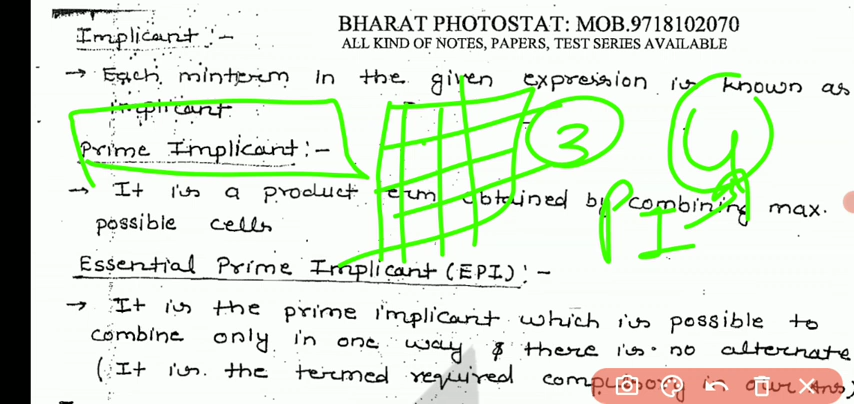 BHARAT PHOTOSTAT: MOB.9718102070
ALL KIND OF NOTES, PAPERS, TEST SERIES AVAILABLE
Implicant :-
→ Each minterm in the given expression is known as
implicant
3
4
Prime Implicant :-
→ It is a product term obtained by combining max.
possible cells
PI →
Essential Prime Implicant (EPI) :-
→ It is the prime implicant which is possible to
combine only in one way & there is no alternate
(It is the termed required compulsory in our Ans)